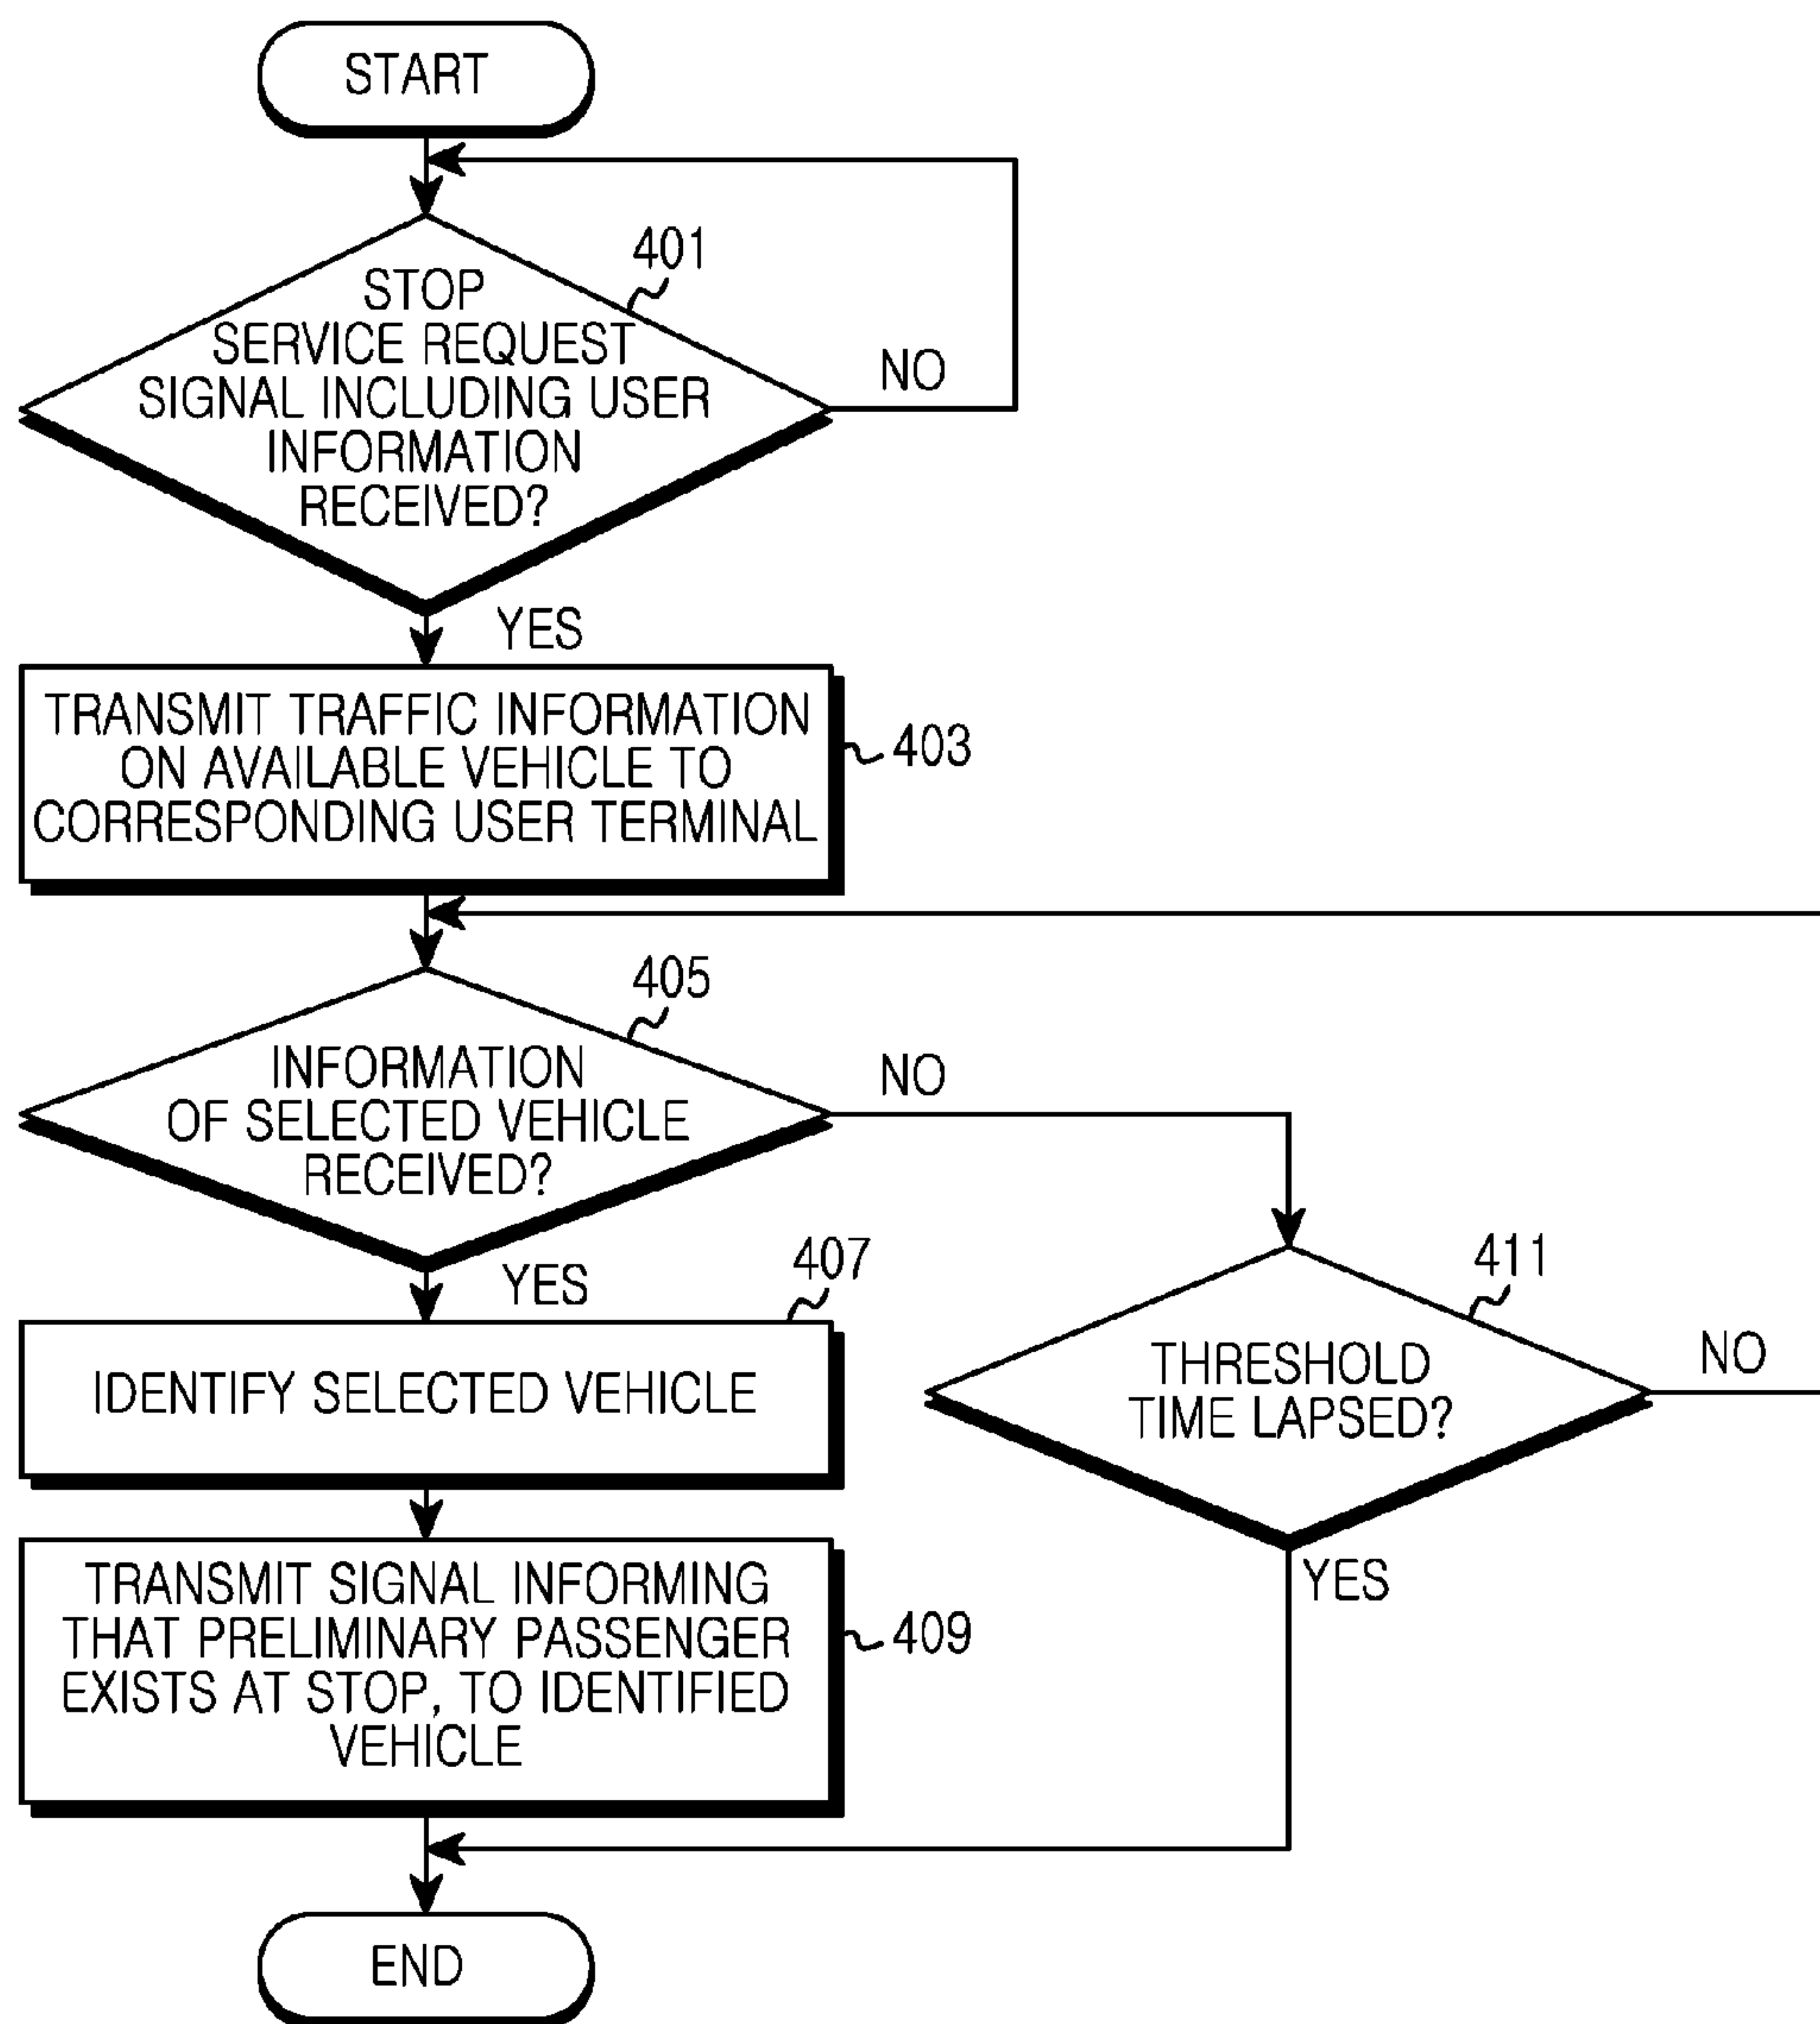 START
401
STOP
SERVICE REQUEST
SIGNAL INCLUDING USER
INFORMATION
RECEIVED?
NO
YES
TRANSMIT TRAFFIC INFORMATION
ON AVAILABLE VEHICLE TO
CORRESPONDING USER TERMINAL
403
405
INFORMATION
OF SELECTED VEHICLE
RECEIVED?
NO
YES
407
IDENTIFY SELECTED VEHICLE
411
THRESHOLD
TIME LAPSED?
NO
YES
TRANSMIT SIGNAL INFORMING
THAT PRELIMINARY PASSENGER
EXISTS AT STOP, TO IDENTIFIED
VEHICLE
409
END